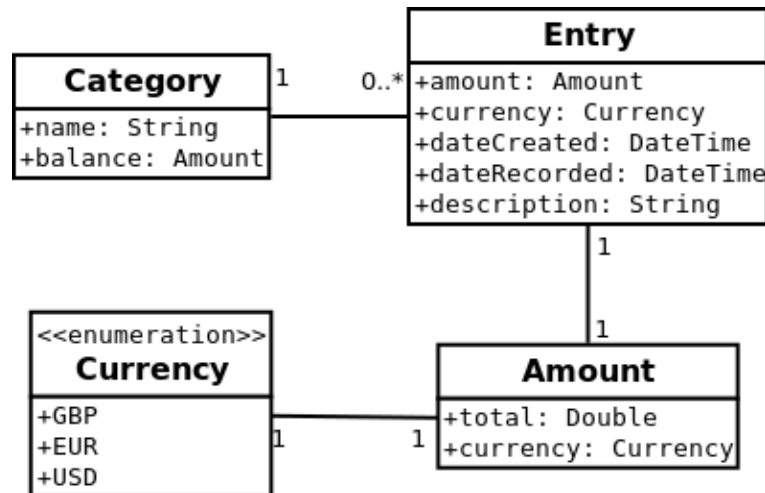 Category
+name: String
+balance: Amount
1
0..*
Entry
+amount: Amount
+currency: Currency
+dateCreated: DateTime
+dateRecorded: DateTime
+description: String
1
1
<<enumeration>>
Currency
+GBP
+EUR
+USD
1
1
Amount
+total: Double
+currency: Currency